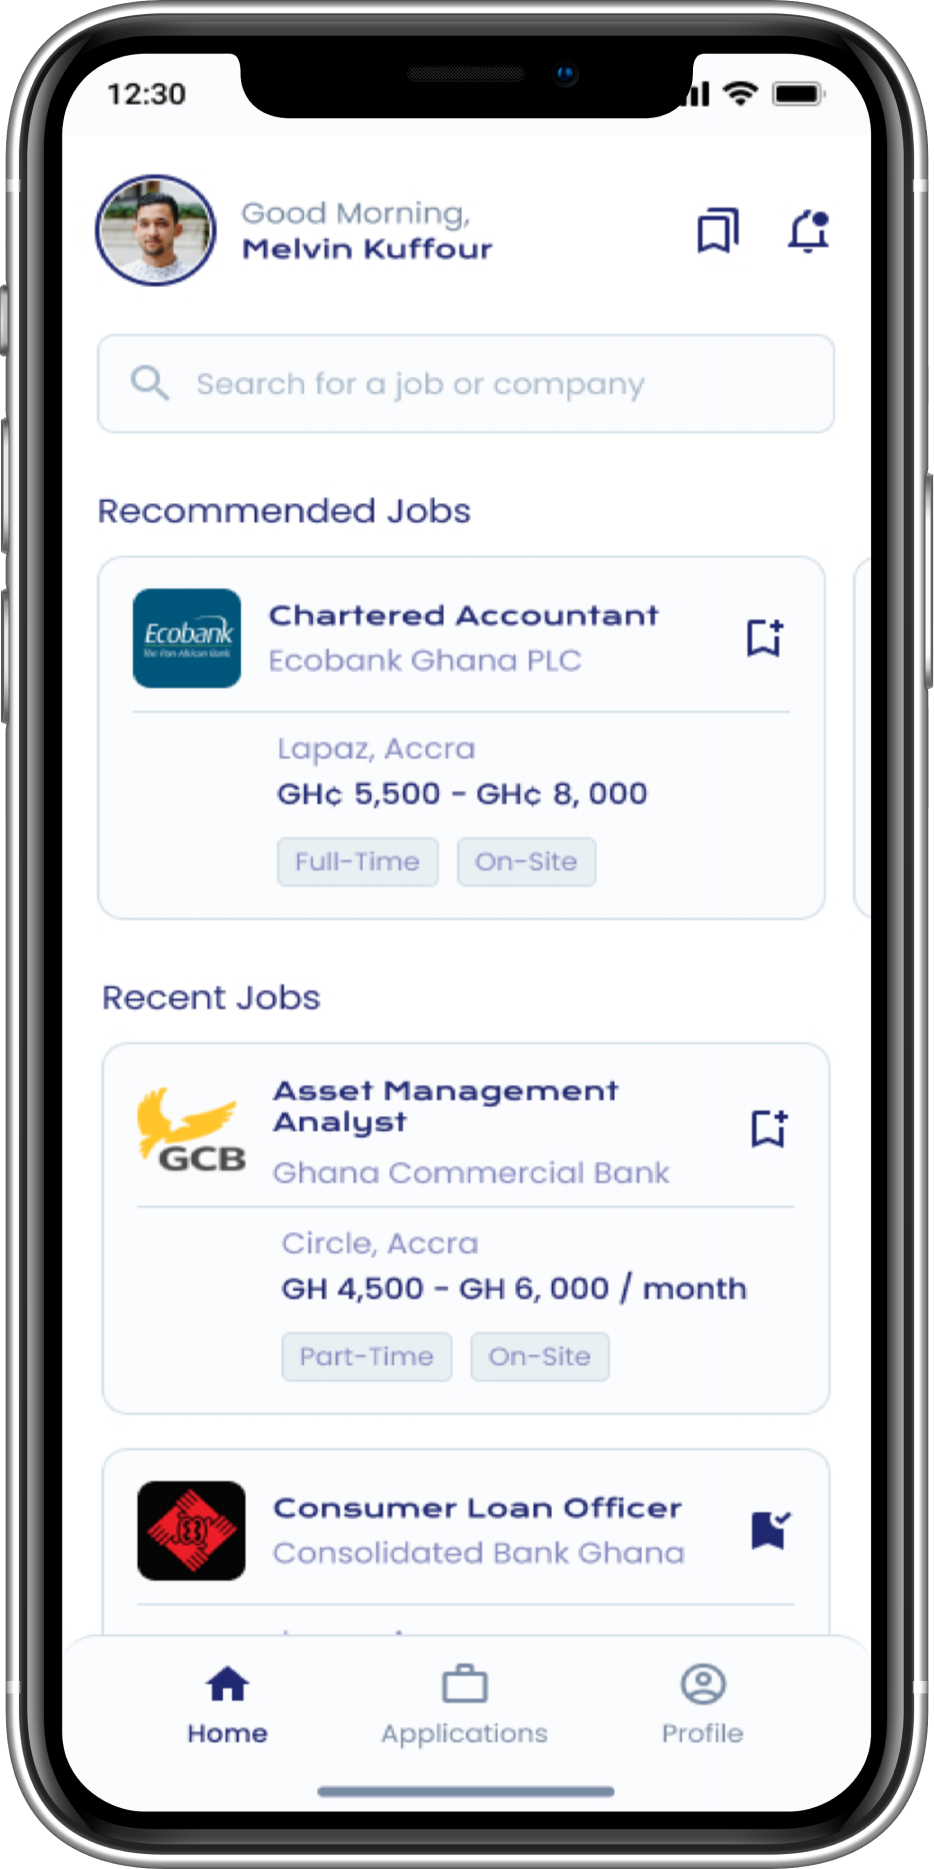 12:30
Good Morning,
Melvin Kuffour
Search for a job or company
Recommended Jobs
Ecobank
The Pan African Bank
Chartered Accountant
Ecobank Ghana PLC
Lapaz, Accra
GH¢ 5,500 - GH¢ 8, 000
Full-Time On-Site
Recent Jobs
GCB
Asset Management
Analyst
Ghana Commercial Bank
Circle, Accra
GH 4,500 - GH 6, 000 / month
Part-Time On-Site
Consumer Loan Officer
Consolidated Bank Ghana
Home Applications Profile